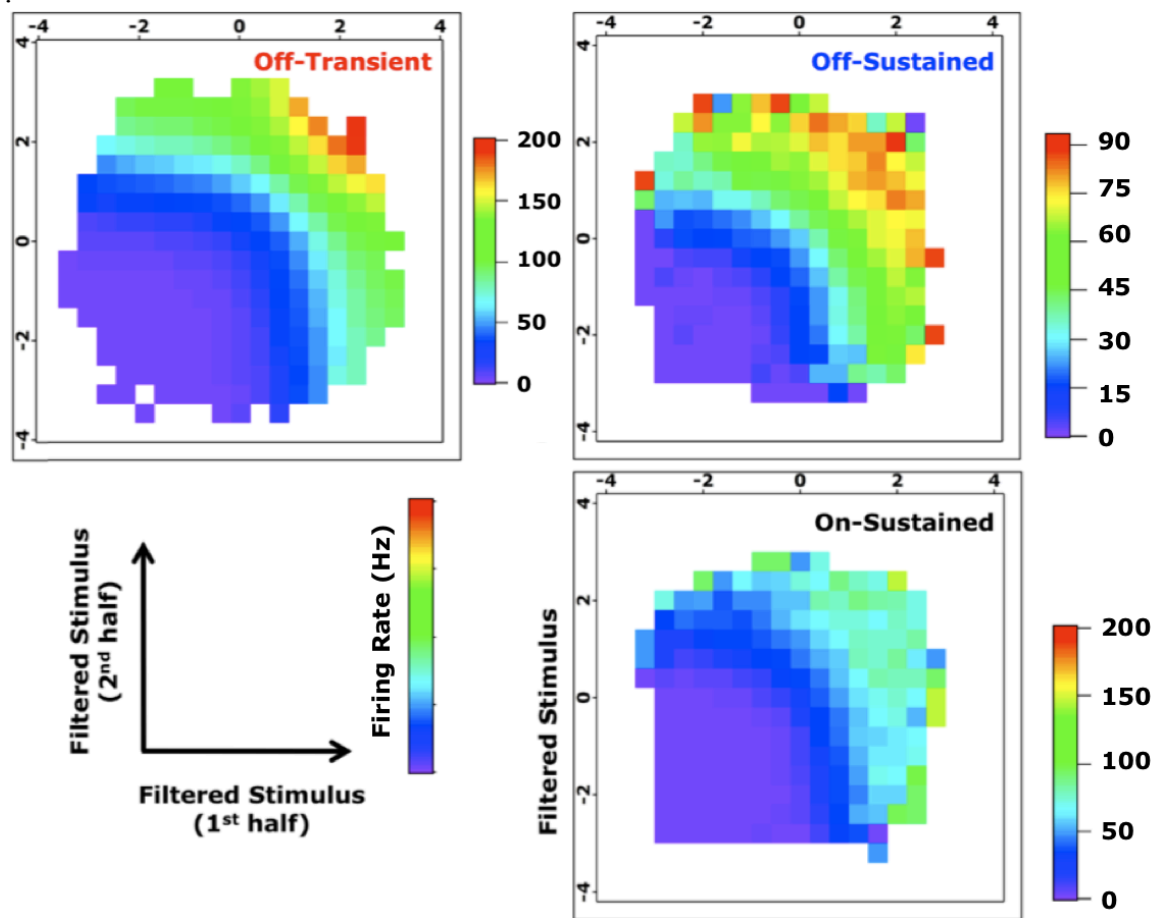 -4 -2 0 2 4
Off-Transient
4
2
0
-2
-4
200
150
100
50
0
-4 -2 0 2 4
Off-Sustained
4
2
0
-2
-4
90
75
60
45
30
15
0
Filtered Stimulus
(2nd half)
Filtered Stimulus
(1st half)
Firing Rate (Hz)
Filtered Stimulus
-4 -2 0 2 4
On-Sustained
4
2
0
-2
-4
200
150
100
50
0